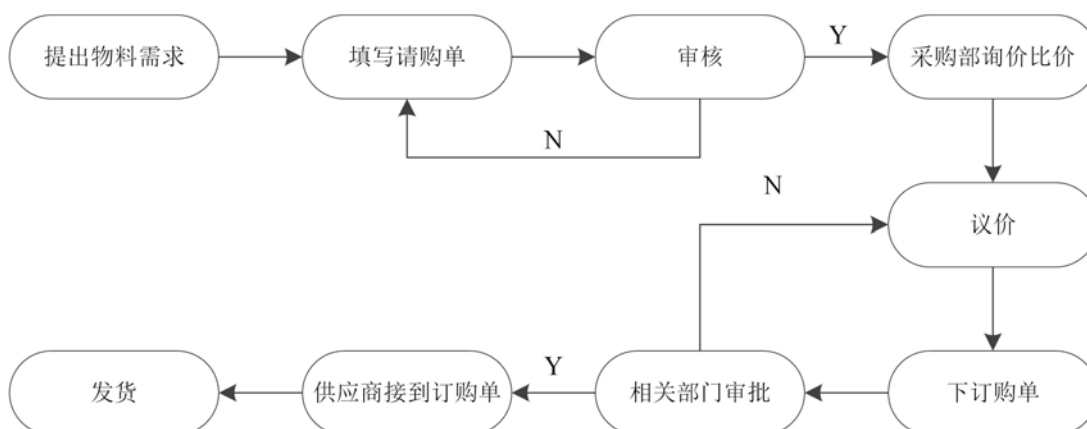 提出物料需求
填写请购单
审核
Y
采购部询价比价
N
议价
N
下订购单
相关部门审批
Y
供应商接到订购单
发货